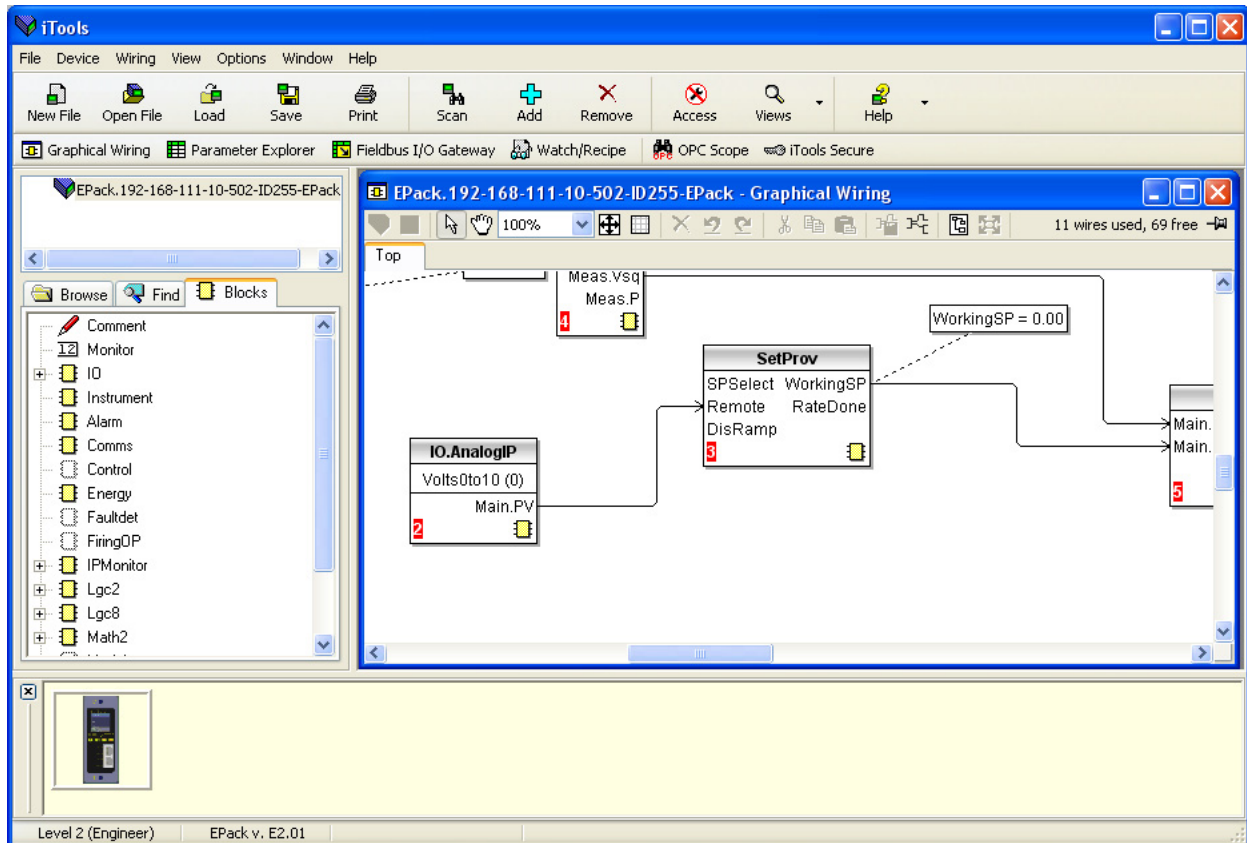 iTools
File Device Wiring View Options Window Help
New File Open File Load Save Print Scan Add Remove Access Views Help
Graphical Wiring Parameter Explorer Fieldbus I/O Gateway Watch/Recipe OPC Scope iTools Secure
EPack.192-168-111-10-502-ID255-EPack
Browse Find Blocks
Comment
12 Monitor
IO
Instrument
Alarm
Comms
Control
Energy
Faultdet
FiringOP
IPMonitor
Lgc2
Lgc8
Math2
EPack.192-168-111-10-502-ID255-EPack - Graphical Wiring
100% 11 wires used, 69 free
Top
Meas.Vsq
Meas.P
4
WorkingSP = 0.00
SetProv
SPSelect WorkingSP
Remote RateDone
DisRamp
3
IO.AnalogIP
Volts0to10 (0)
Main.PV
2
Main.
Main.
5
Level 2 (Engineer) EPack v. E2.01